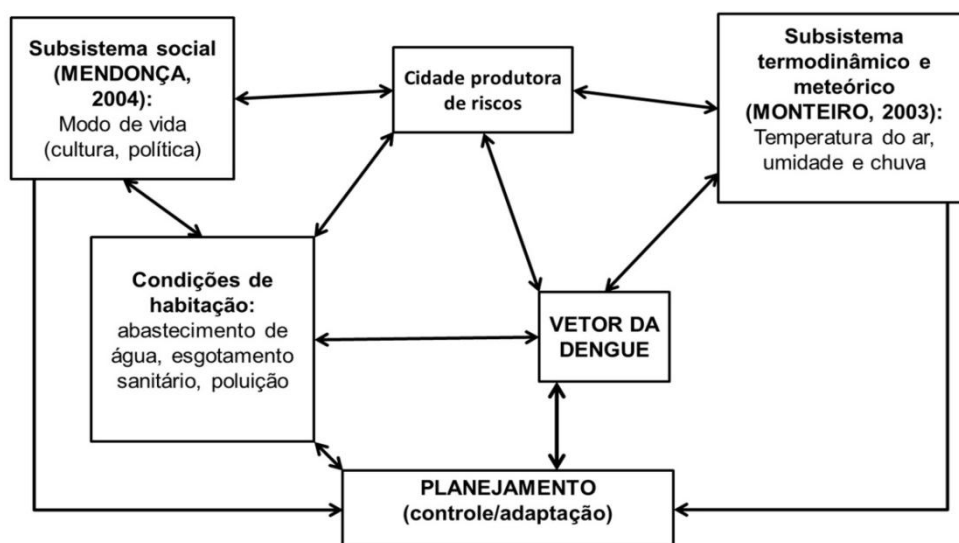 Subsistema social
(MENDONÇA,
2004):
Modo de vida
(cultura, política)
Cidade produtora
de riscos
Subsistema
termodinâmico e
meteórico
(MONTEIRO, 2003):
Temperatura do ar,
umidade e chuva
Condições de
habitação:
abastecimento de
água, esgotamento
sanitário, poluição
VETOR DA
DENGUE
PLANEJAMENTO
(controle/adaptação)